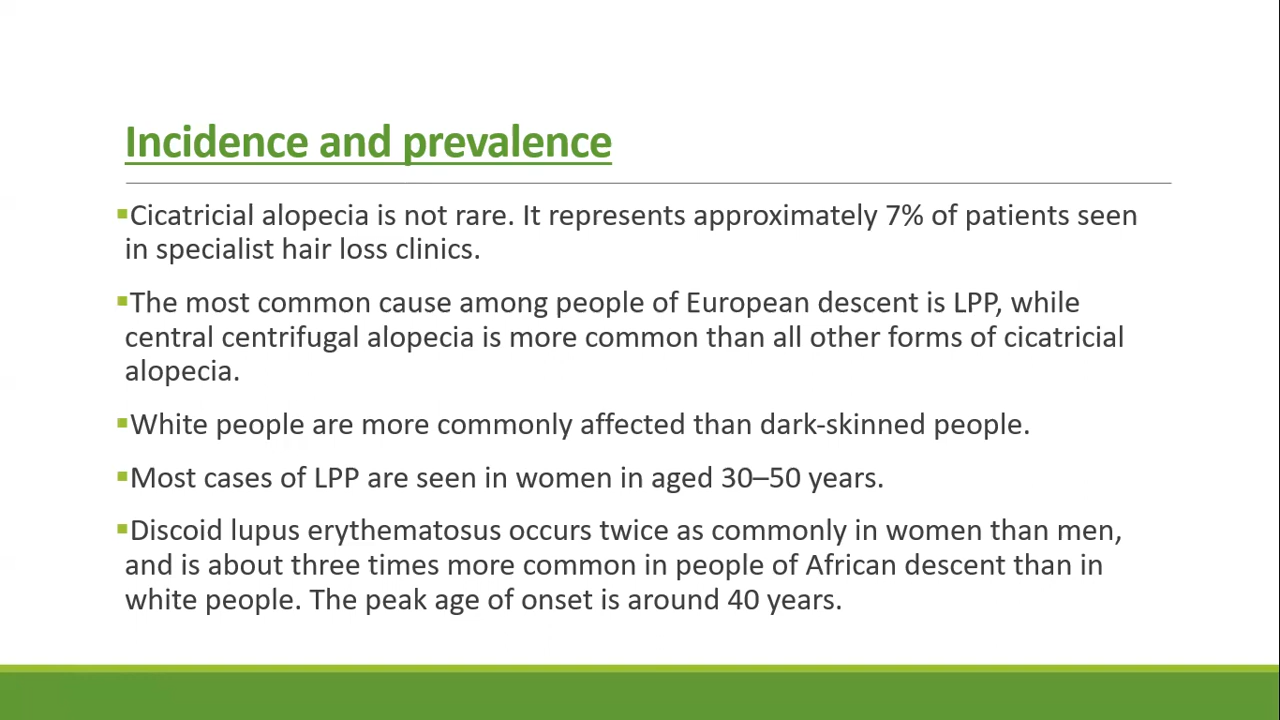 Incidence and prevalence
▪Cicatricial alopecia is not rare. It represents approximately 7% of patients seen
in specialist hair loss clinics.
▪The most common cause among people of European descent is LPP, while
central centrifugal alopecia is more common than all other forms of cicatricial
alopecia.
▪White people are more commonly affected than dark-skinned people.
▪Most cases of LPP are seen in women in aged 30–50 years.
▪Discoid lupus erythematosus occurs twice as commonly in women than men,
and is about three times more common in people of African descent than in
white people. The peak age of onset is around 40 years.